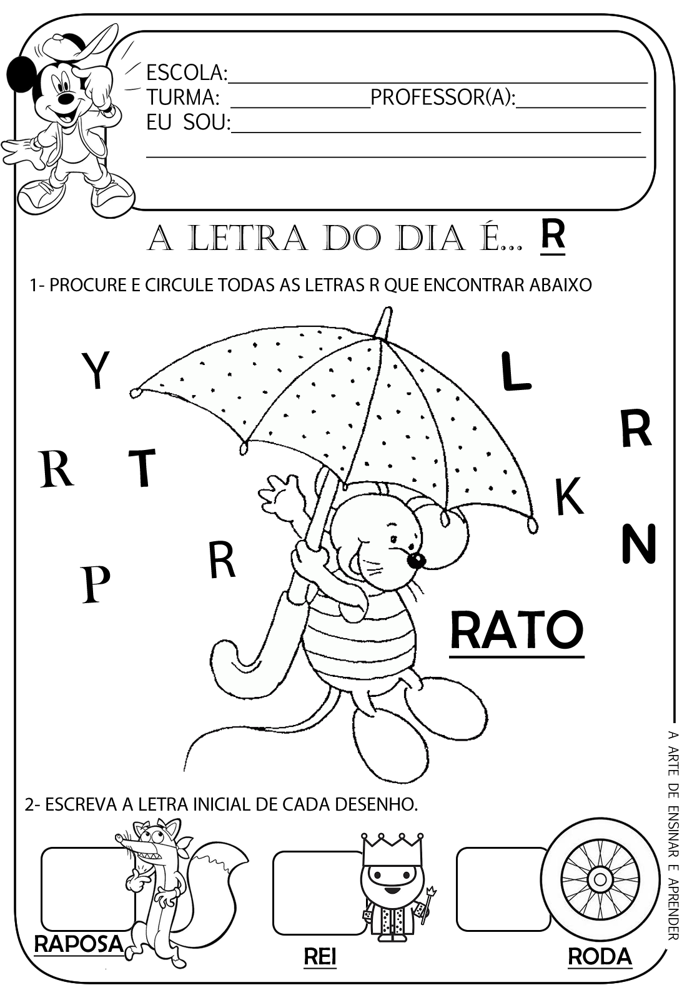 ESCOLA:
TURMA: PROFESSOR(A):
EU SOU:
A LETRA DO DIA É... R
1- PROCURE E CIRCULE TODAS AS LETRAS R QUE ENCONTRAR ABAIXO
Y
L
R
R
T
K
N
R
P
RATO
2- ESCREVA A LETRA INICIAL DE CADA DESENHO.
RAPOSA
REI
RODA
A ARTE DE ENSINAR E APRENDER